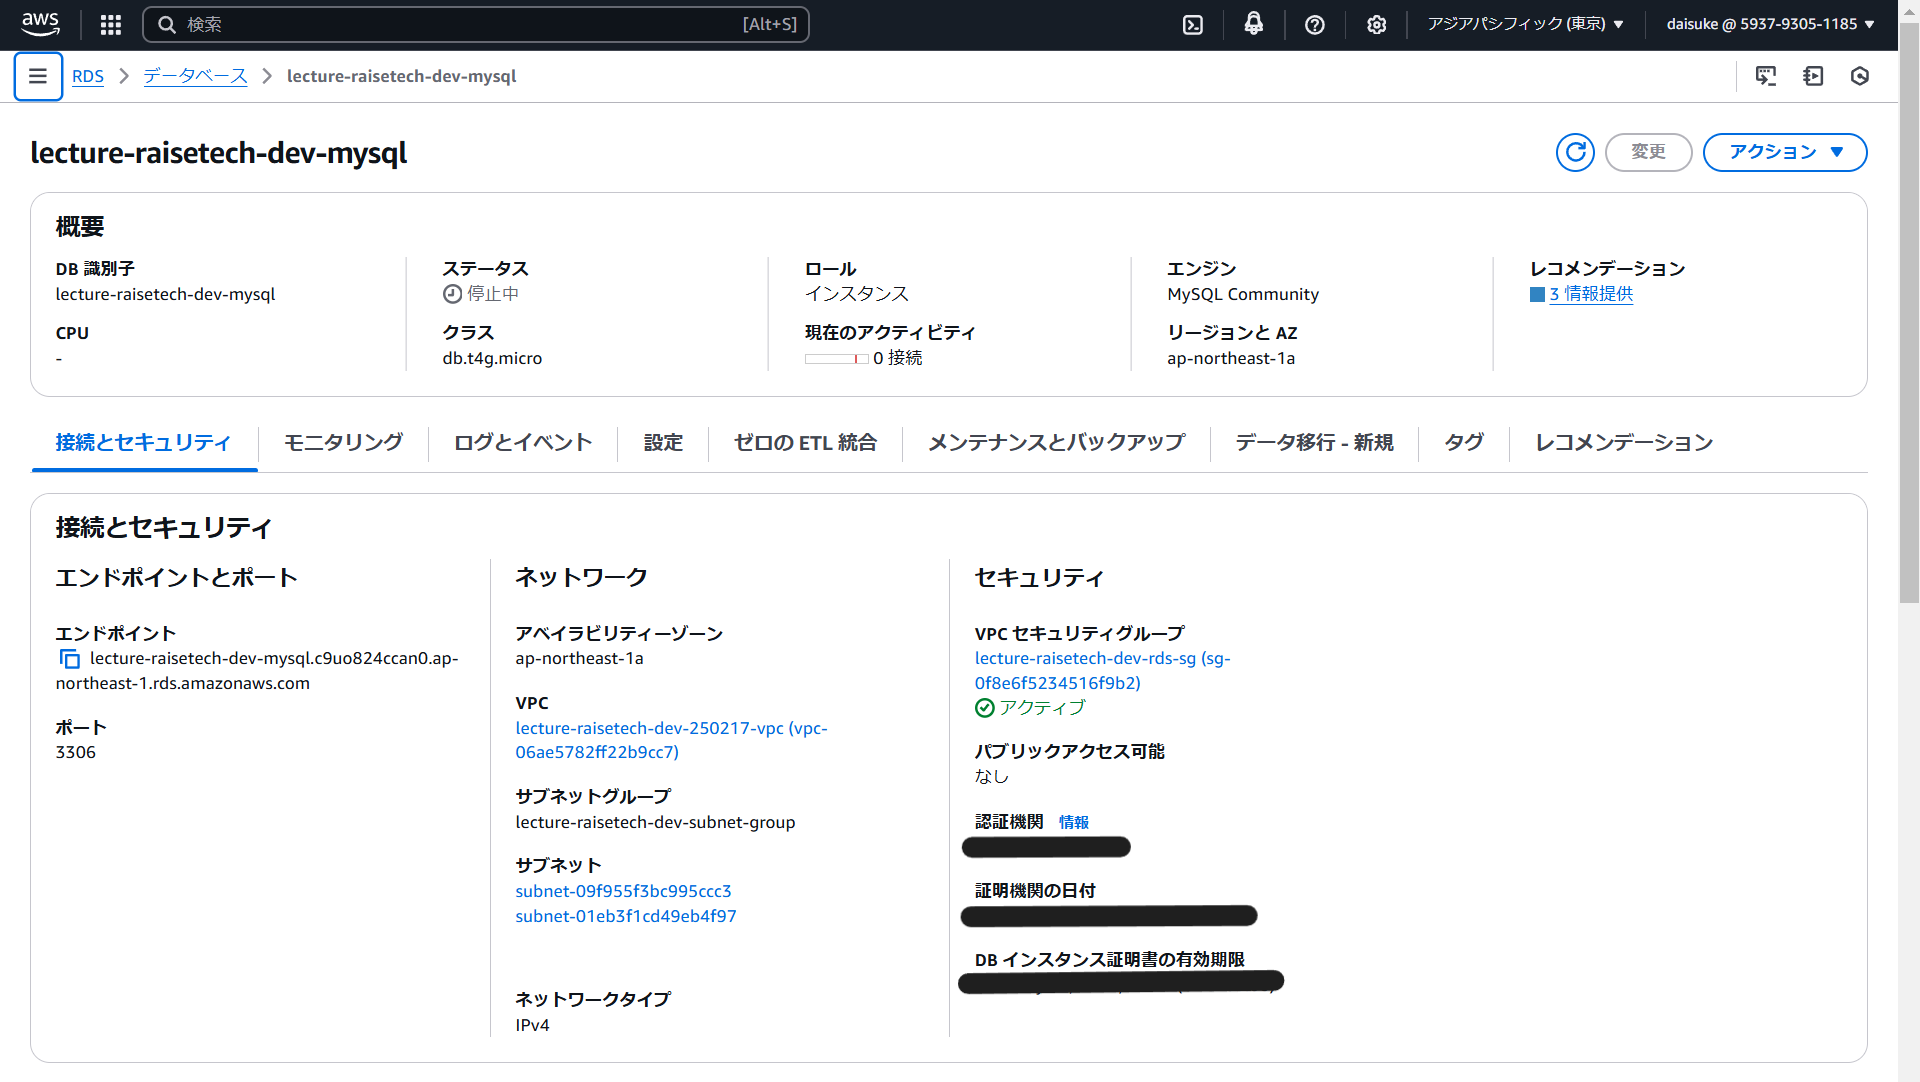 aws
検索 [Alt+S]
アジアパシフィック (東京) ▼
daisuke @ 5937-9305-1185 ▼
RDS > データベース > lecture-raisetech-dev-mysql
lecture-raisetech-dev-mysql
変更
アクション ▼
概要
DB 識別子
lecture-raisetech-dev-mysql
CPU
-
ステータス
停止中
クラス
db.t4g.micro
ロール
インスタンス
現在のアクティビティ
0 接続
エンジン
MySQL Community
リージョンと AZ
ap-northeast-1a
レコメンデーション
3 情報提供
接続とセキュリティ
モニタリング
ログとイベント
設定
ゼロの ETL 統合
メンテナンスとバックアップ
データ移行 - 新規
タグ
レコメンデーション
接続とセキュリティ
エンドポイントとポート
エンドポイント
lecture-raisetech-dev-mysql.c9uo824ccan0.ap-
northeast-1.rds.amazonaws.com
ポート
3306
ネットワーク
アベイラビリティーゾーン
ap-northeast-1a
VPC
lecture-raisetech-dev-250217-vpc (vpc-
06ae5782ff22b9cc7)
サブネットグループ
lecture-raisetech-dev-subnet-group
サブネット
subnet-09f955f3bc995ccc3
subnet-01eb3f1cd49eb4f97
ネットワークタイプ
IPv4
セキュリティ
VPC セキュリティグループ
lecture-raisetech-dev-rds-sg (sg-
0f8e6f5234516f9b2)
アクティブ
パブリックアクセス可能
なし
認証機関 情報
証明機関の日付
DB インスタンス証明書の有効期限